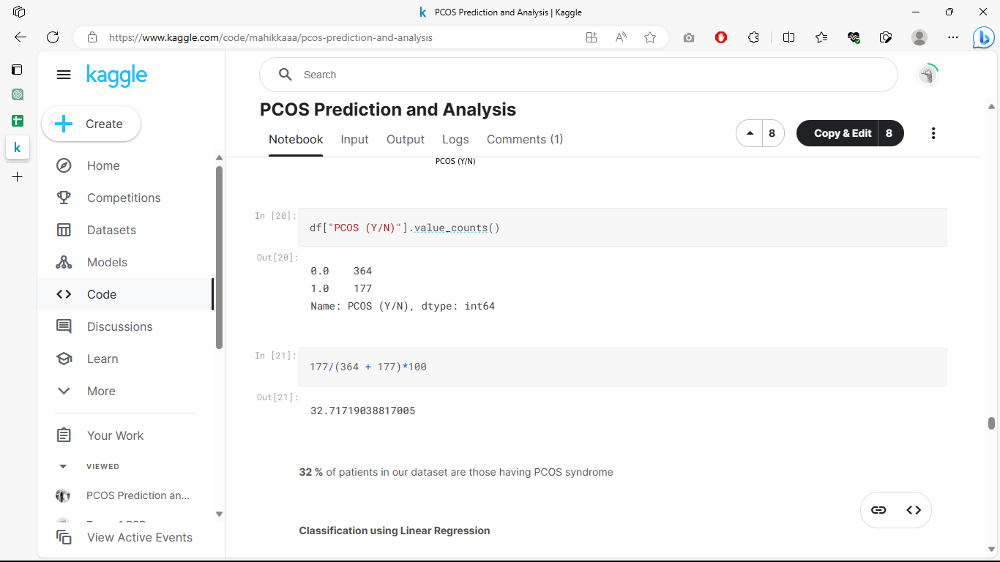 PCOS Prediction and Analysis | Kaggle
https://www.kaggle.com/code/mahikkaaa/pcos-prediction-and-analysis
kaggle
Search
Create
Home
Competitions
Datasets
Models
Code
Discussions
Learn
More
Your Work
VIEWED
PCOS Prediction an...
View Active Events
PCOS Prediction and Analysis
Notebook Input Output Logs Comments (1)
8
Copy & Edit 8
PCOS (Y/N)
In [20]:
df["PCOS (Y/N)"].value_counts()
Out[20]:
0.0 364
1.0 177
Name: PCOS (Y/N), dtype: int64
In [21]:
177/(364 + 177)*100
Out[21]:
32.71719038817005
32 % of patients in our dataset are those having PCOS syndrome
Classification using Linear Regression